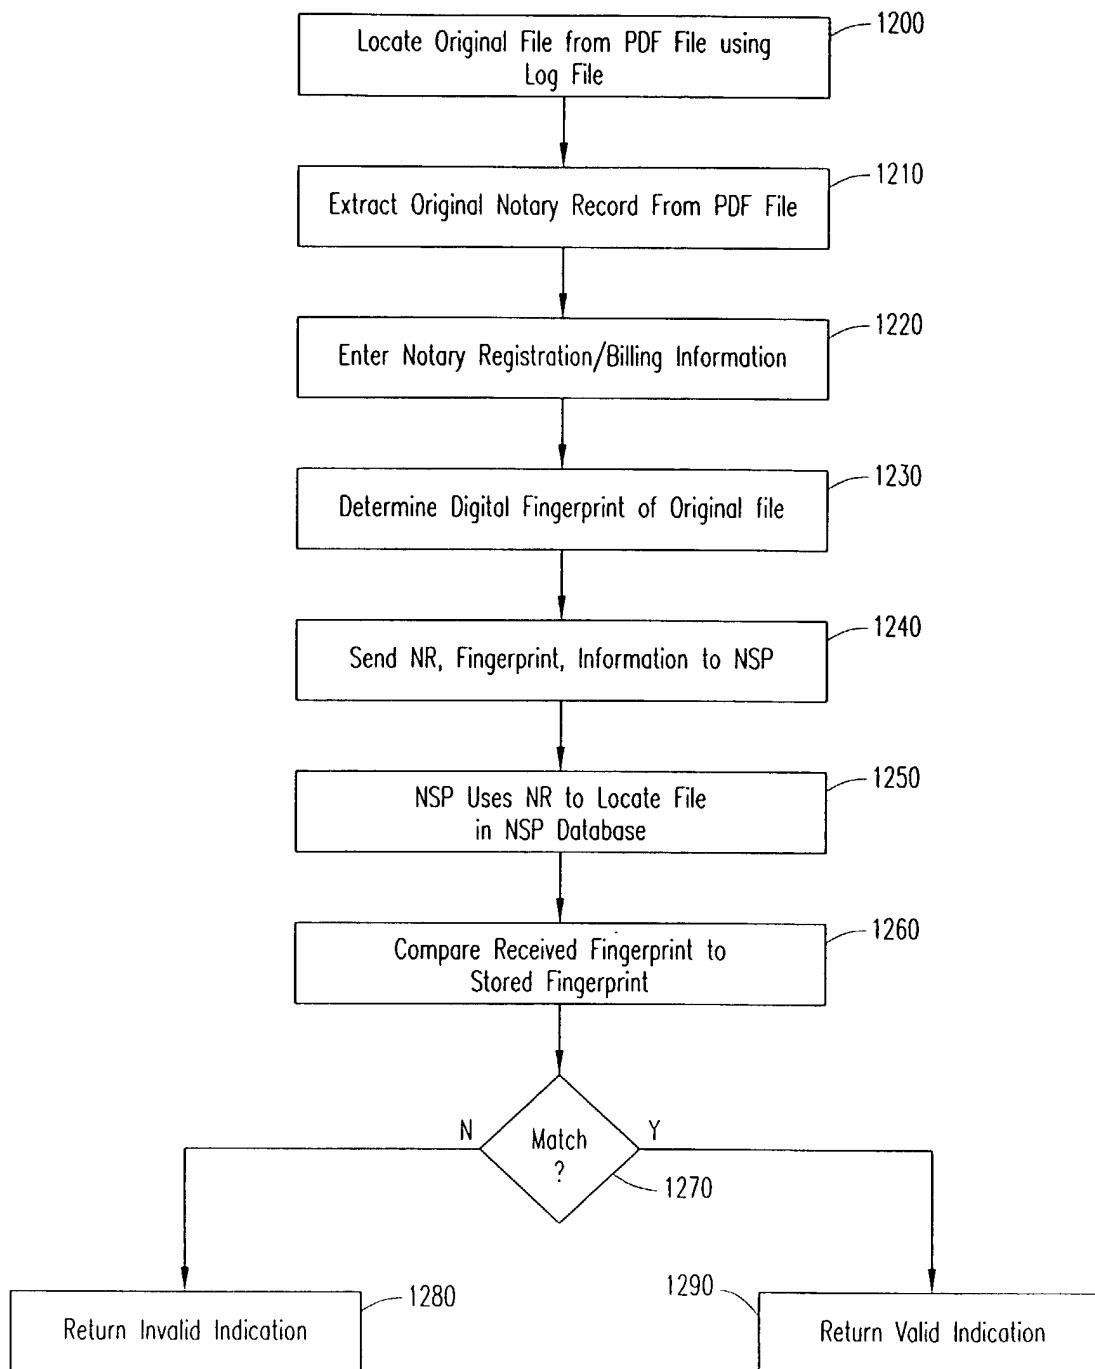 Locate Original File from PDF File using
Log File
1200
Extract Original Notary Record From PDF File
1210
Enter Notary Registration/Billing Information
1220
Determine Digital Fingerprint of Original file
1230
Send NR, Fingerprint, Information to NSP
1240
NSP Uses NR to Locate File
in NSP Database
1250
Compare Received Fingerprint to
Stored Fingerprint
1260
N
Match
?
Y
1270
Return Invalid Indication
1280
Return Valid Indication
1290